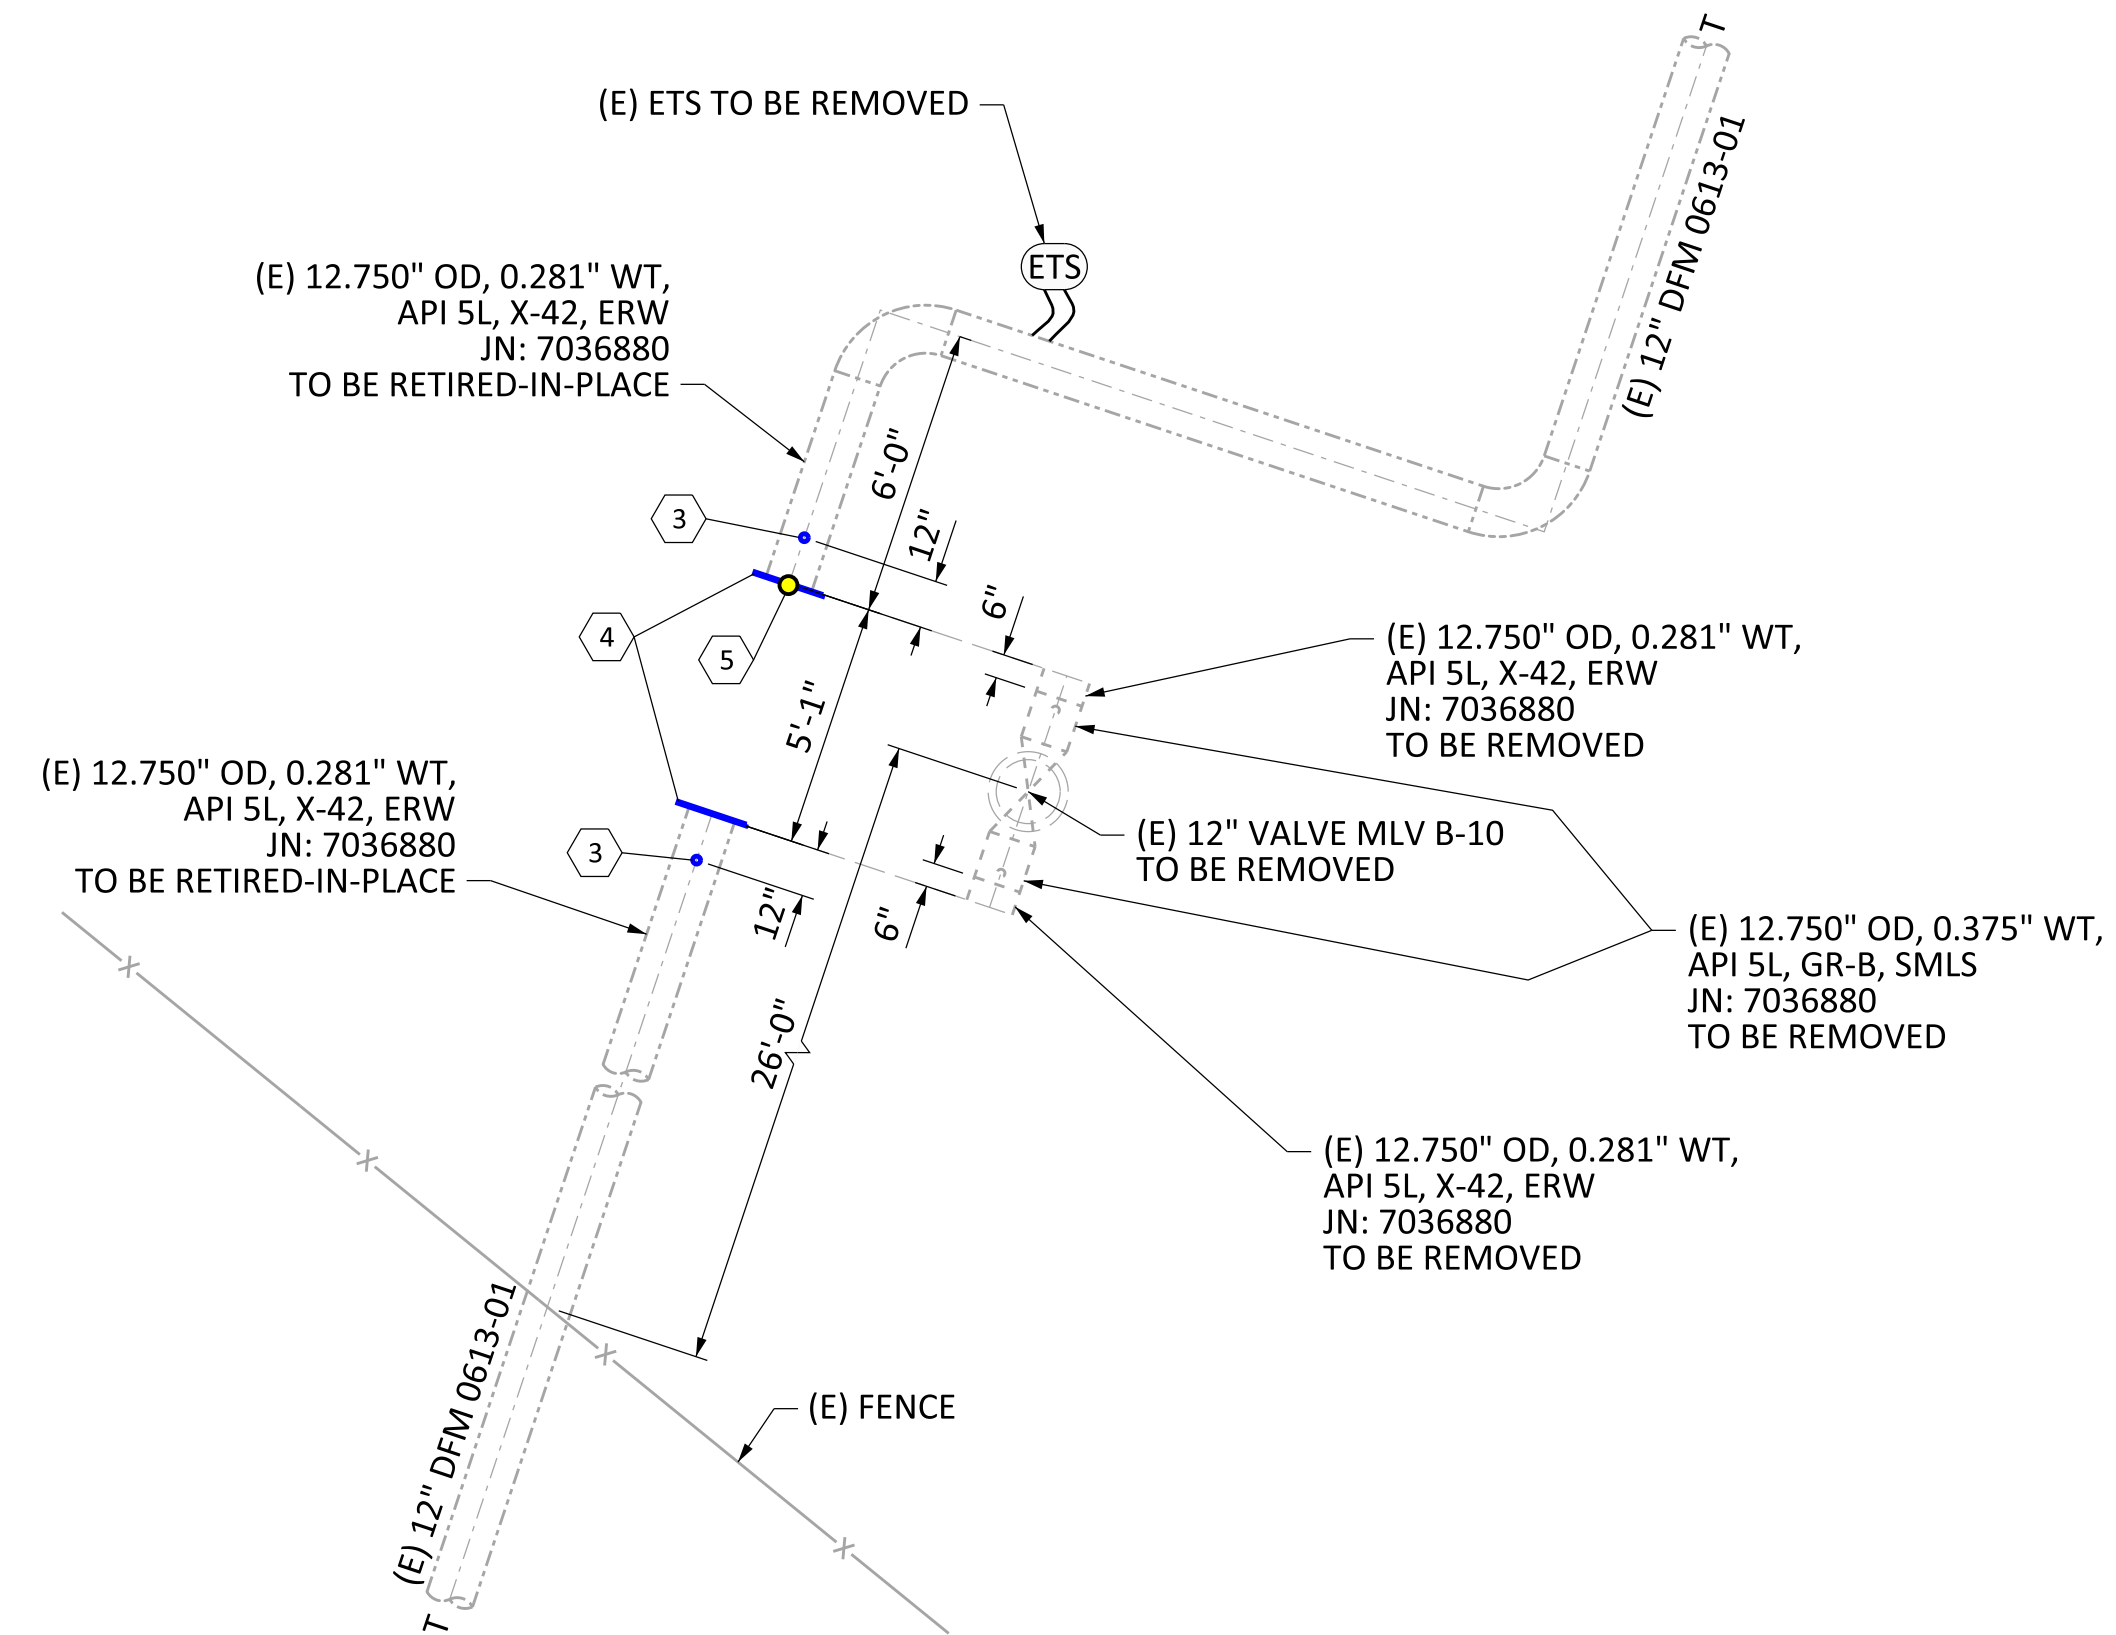 T
(E) ETS TO BE REMOVED
(E) 12" DFM 0613-01
ETS
(E) 12.750" OD, 0.281" WT,
API 5L, X-42, ERW
JN: 7036880
TO BE RETIRED-IN-PLACE
6'-0"
12"
3
6"
4
5
(E) 12.750" OD, 0.281" WT,
API 5L, X-42, ERW
JN: 7036880
TO BE REMOVED
5'-1"
(E) 12.750" OD, 0.281" WT,
API 5L, X-42, ERW
JN: 7036880
TO BE RETIRED-IN-PLACE
(E) 12" VALVE MLV B-10
TO BE REMOVED
3
12"
6"
(E) 12.750" OD, 0.375" WT,
API 5L, GR-B, SMLS
JN: 7036880
TO BE REMOVED
X
26'-0"
X
(E) 12.750" OD, 0.281" WT,
API 5L, X-42, ERW
JN: 7036880
TO BE REMOVED
X
(E) FENCE
(E) 12" DFM 0613-01
X
T